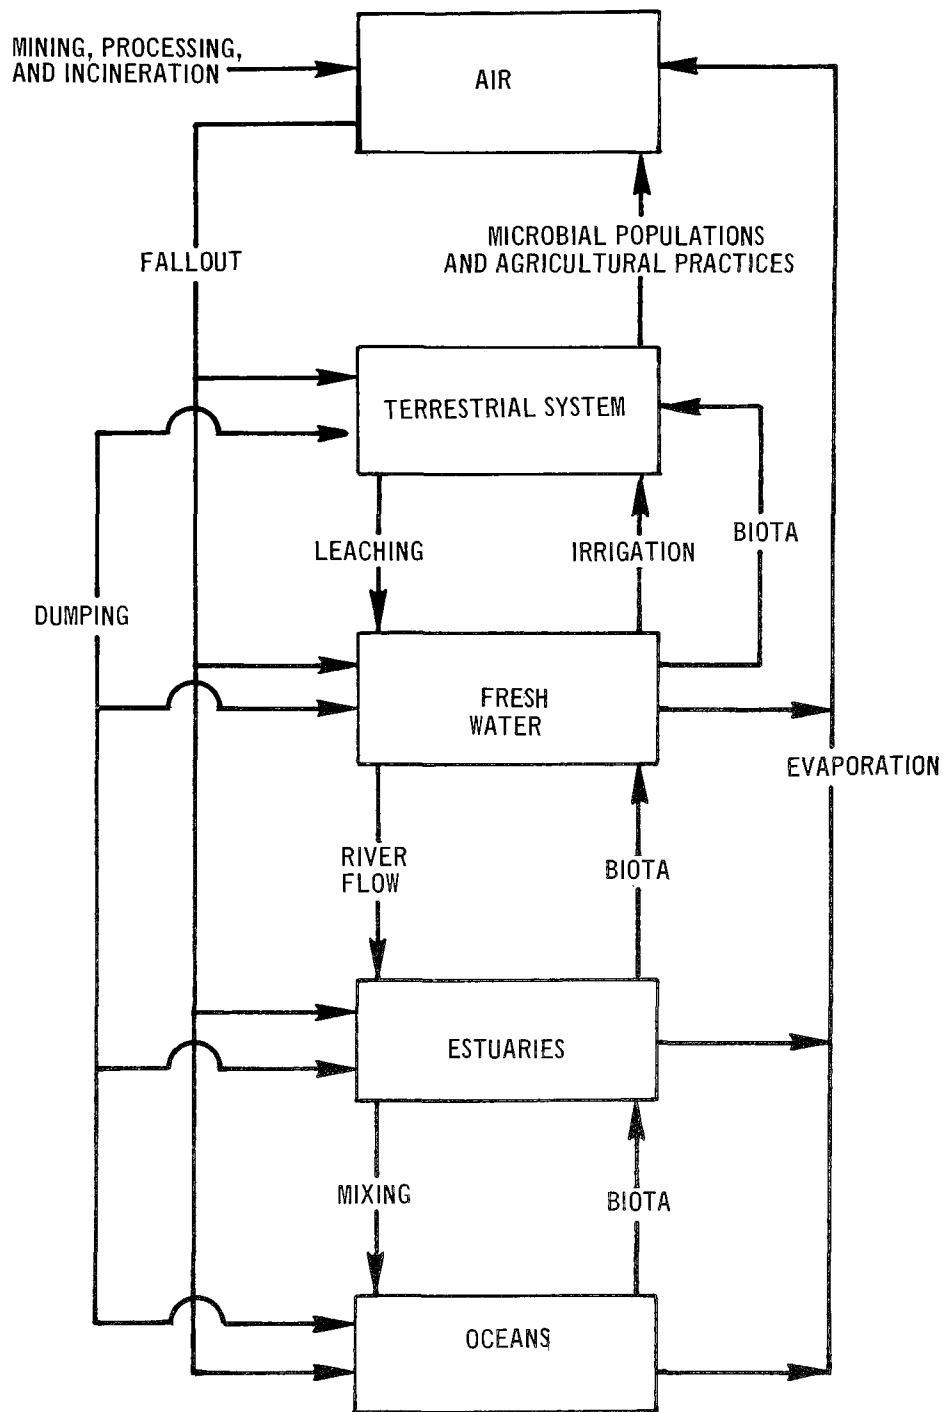 MINING, PROCESSING,
AND INCINERATION
AIR
FALLOUT
MICROBIAL POPULATIONS
AND AGRICULTURAL PRACTICES
TERRESTRIAL SYSTEM
LEACHING
IRRIGATION
BIOTA
DUMPING
FRESH
WATER
EVAPORATION
RIVER
FLOW
BIOTA
ESTUARIES
MIXING
BIOTA
OCEANS